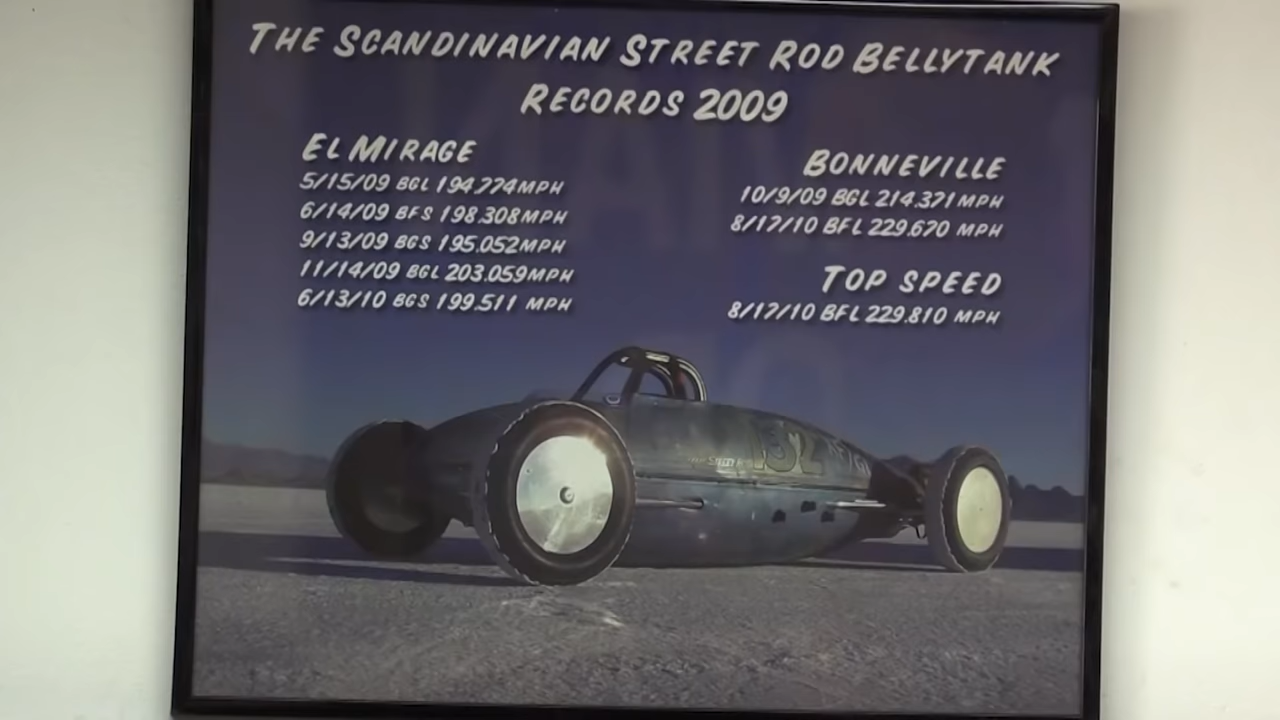 THE SCANDINAVIAN STREET ROD BELLYTANK
RECORDS 2009
EL MIRAGE
5/15/09 BGL 194.774MPH
6/14/09 BFS 198.308MPH
9/13/09 BGS 195.052MPH
11/14/09 BGL 203.059MPH
6/13/10 BGS 199.511 MPH
BONNEVILLE
10/9/09 BGL 214.371MPH
8/17/10 BFL 229.670 MPH
TOP SPEED
8/17/10 BFL 229.810 MPH
132